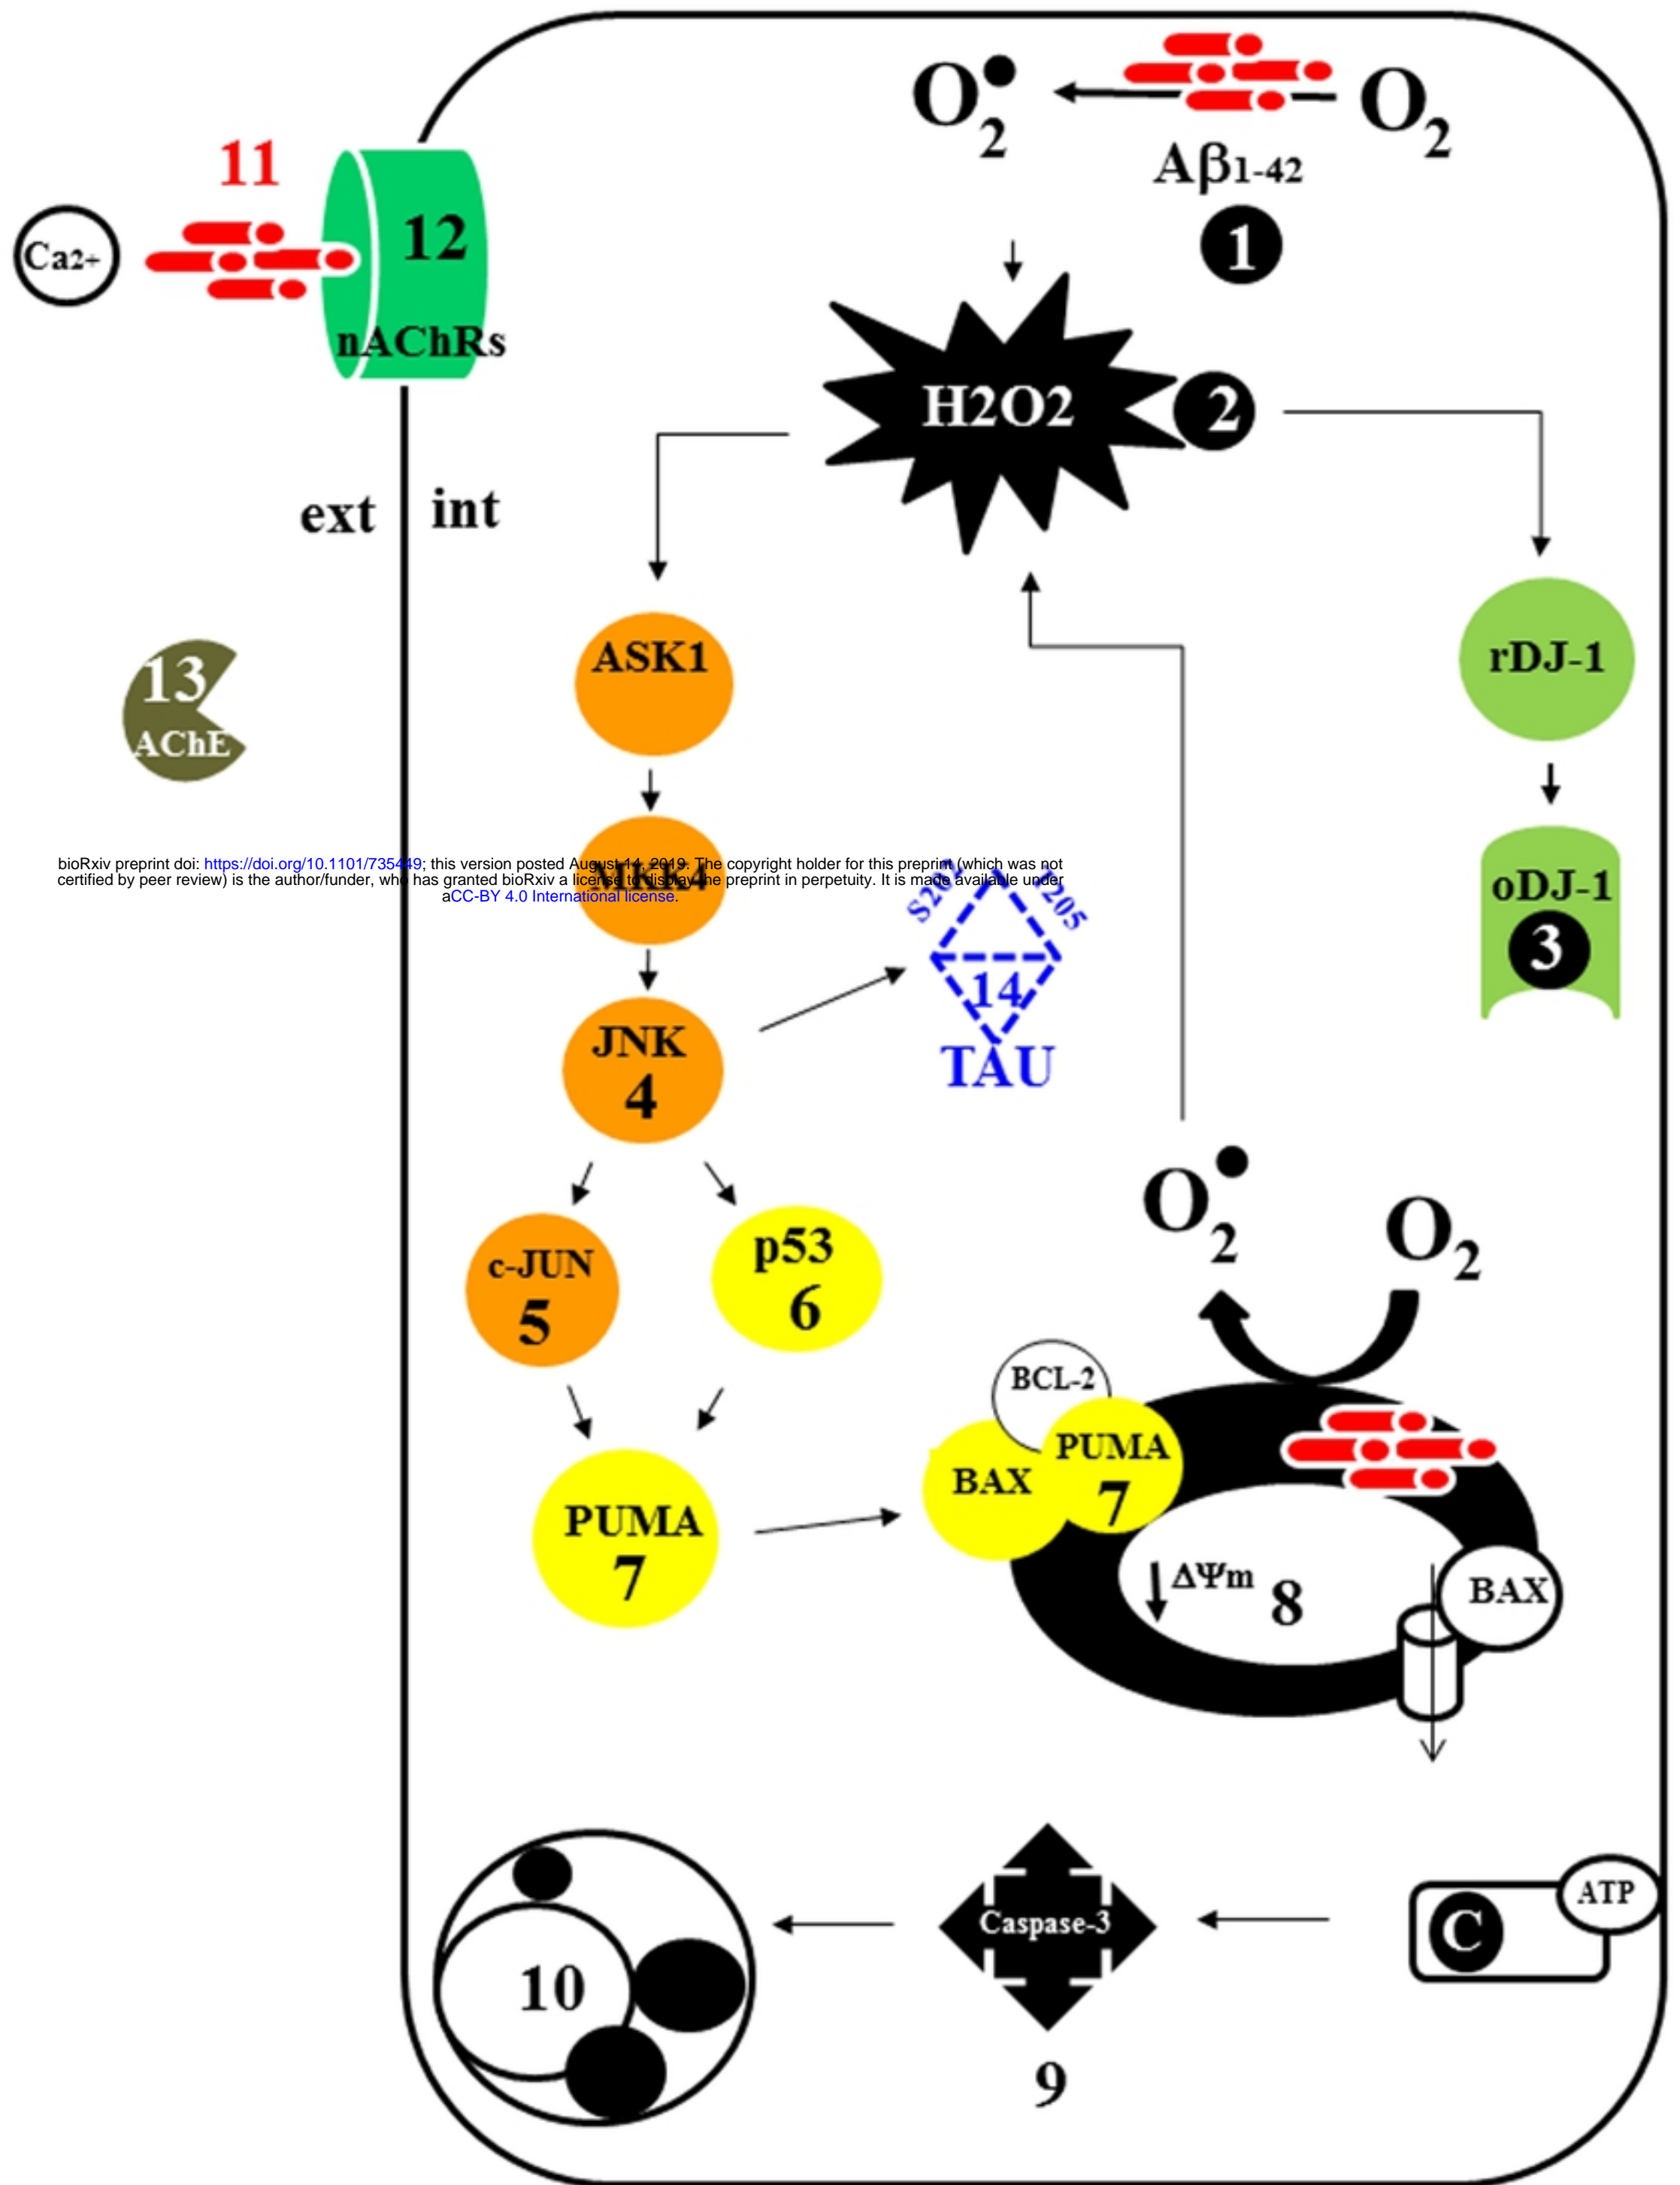 O2• O2
Aβ1-42
1
11
12
nAChRs
Ca2+
H2O2 2
ext int
ASK1
rDJ-1
13
AChE
bioRxiv preprint doi: https://doi.org/10.1101/735449; this version posted August 14, 2019. The copyright holder for this preprint (which was not
certified by peer review) is the author/funder, who has granted bioRxiv a license to display the preprint in perpetuity. It is made available under
aCC-BY 4.0 International license.
MKK4
S202
T205
14
TAU
oDJ-1
3
JNK
4
O2• O2
c-JUN
5
p53
6
BCL-2
PUMA
7
BAX
PUMA
7
ΔΨm 8
BAX
ATP
C
Caspase-3
9
10